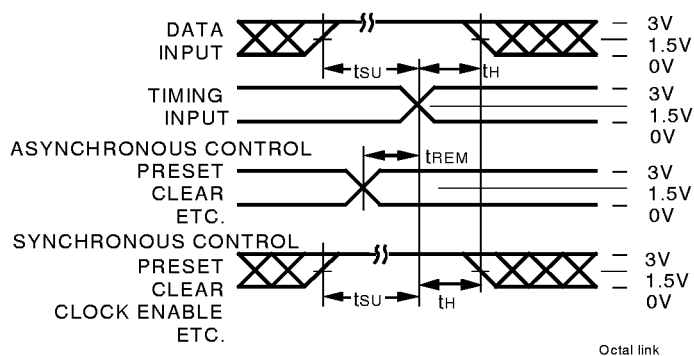 DATA
INPUT
3V
1.5V
0V
tSU
tH
TIMING
INPUT
3V
1.5V
0V
ASYNCHRONOUS CONTROL
PRESET
CLEAR
ETC.
tREM
3V
1.5V
0V
SYNCHRONOUS CONTROL
PRESET
CLEAR
CLOCK ENABLE
ETC.
tSU
tH
3V
1.5V
0V
Octal link